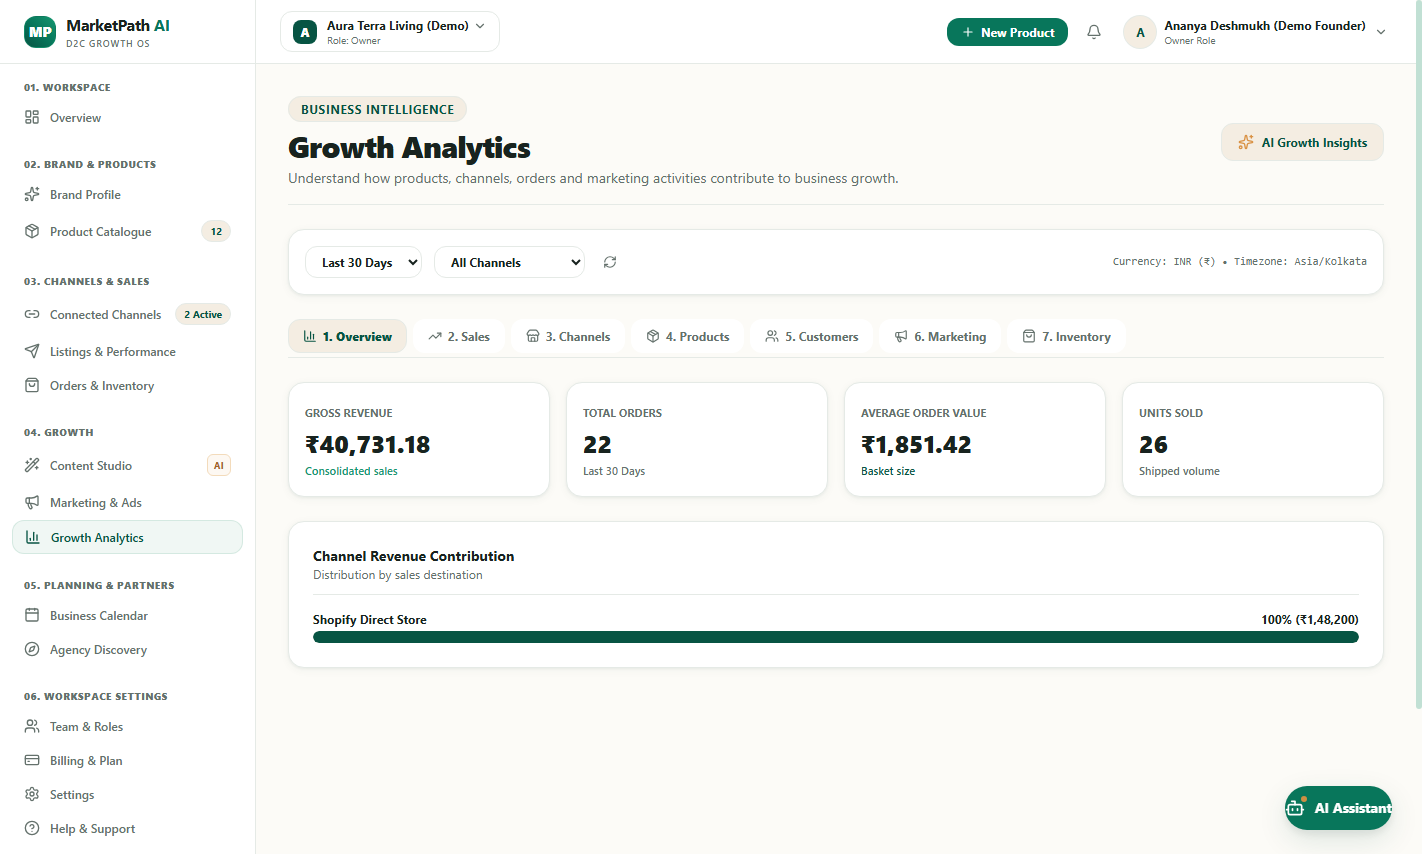 MP
MarketPath AI
D2C GROWTH OS
A
Aura Terra Living (Demo)
Role: Owner
New Product
A
Ananya Deshmukh (Demo Founder)
Owner Role
01. WORKSPACE
Overview
02. BRAND & PRODUCTS
Brand Profile
Product Catalogue 12
03. CHANNELS & SALES
Connected Channels 2 Active
Listings & Performance
Orders & Inventory
04. GROWTH
Content Studio AI
Marketing & Ads
Growth Analytics
05. PLANNING & PARTNERS
Business Calendar
Agency Discovery
06. WORKSPACE SETTINGS
Team & Roles
Billing & Plan
Settings
Help & Support
BUSINESS INTELLIGENCE
Growth Analytics
Understand how products, channels, orders and marketing activities contribute to business growth.
AI Growth Insights
Last 30 Days All Channels
Currency: INR (₹) • Timezone: Asia/Kolkata
1. Overview 2. Sales 3. Channels 4. Products 5. Customers 6. Marketing 7. Inventory
GROSS REVENUE
₹40,731.18
Consolidated sales
TOTAL ORDERS
22
Last 30 Days
AVERAGE ORDER VALUE
₹1,851.42
Basket size
UNITS SOLD
26
Shipped volume
Channel Revenue Contribution
Distribution by sales destination
Shopify Direct Store 100% (₹1,48,200)
AI Assistant